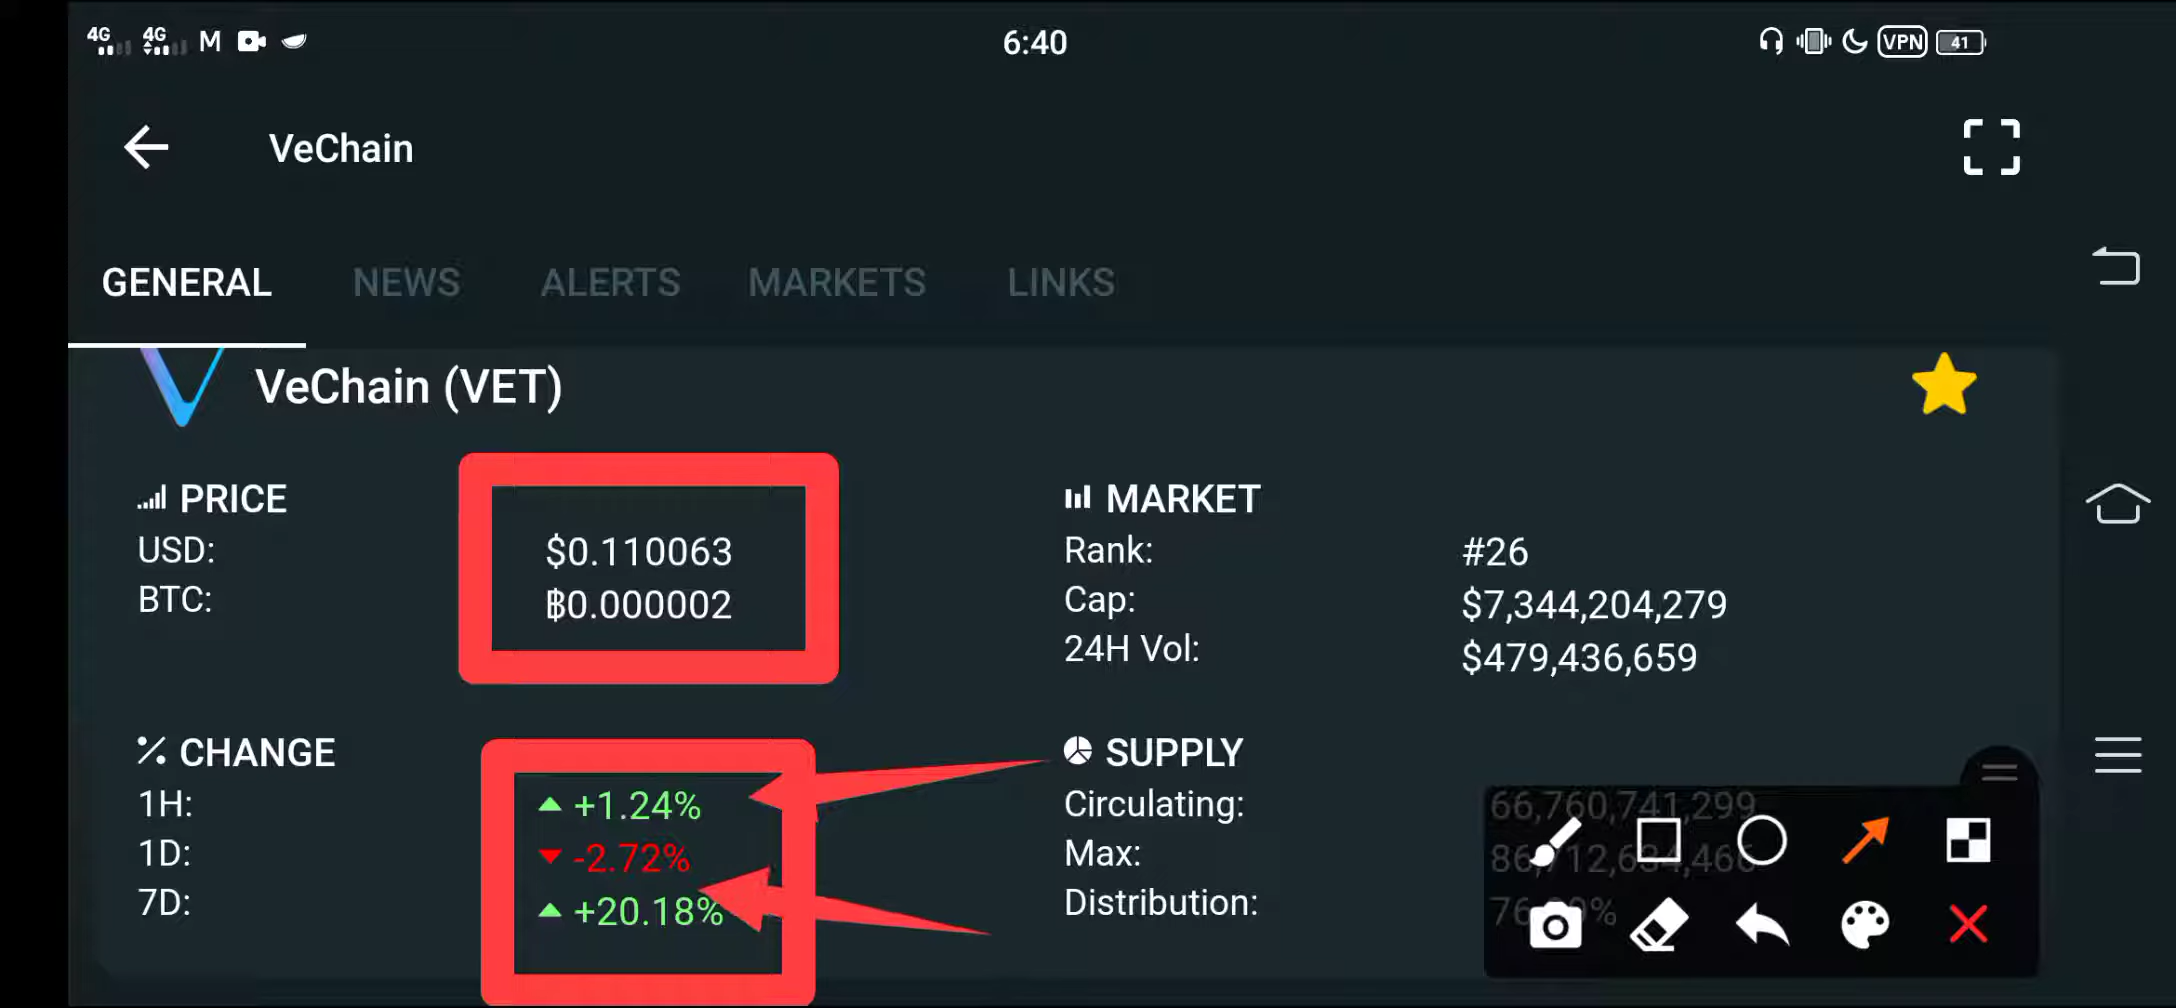 4G 4G M 6:40 VPN 41
VeChain
GENERAL NEWS ALERTS MARKETS LINKS
VeChain (VET)
PRICE
USD: $0.110063
BTC: ₿0.000002
MARKET
Rank: #26
Cap: $7,344,204,279
24H Vol: $479,436,659
CHANGE
1H: +1.24%
1D: -2.72%
7D: +20.18%
SUPPLY
Circulating: 66,760,741,299
Max:
Distribution: